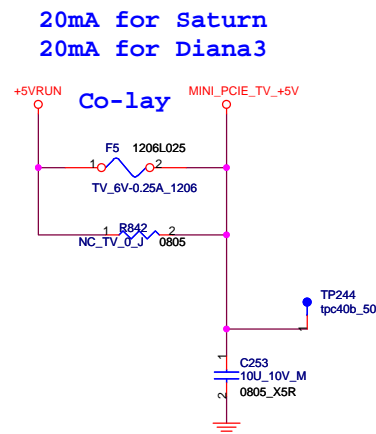 20mA for Saturn
20mA for Diana3
+5VRUN
MINI_PCIE_TV_+5V
Co-lay
F5 1206L025
1 2
TV_6V-0.25A_1206
R842
1 2
NC_TV_0_J 0805
TP244
tpc40b_50
1
1
C253
10U_10V_M
0805_X5R
2